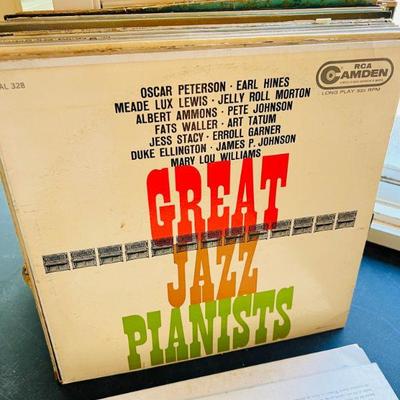 AL 328
RCA
CAMDEN
LONG PLAY 33⅓ RPM
OSCAR PETERSON · EARL HINES
MEADE LUX LEWIS · JELLY ROLL MORTON
ALBERT AMMONS · PETE JOHNSON
FATS WALLER · ART TATUM
JESS STACY · ERROLL GARNER
DUKE ELLINGTON · JAMES P. JOHNSON
MARY LOU WILLIAMS
GREAT
JAZZ
PIANISTS